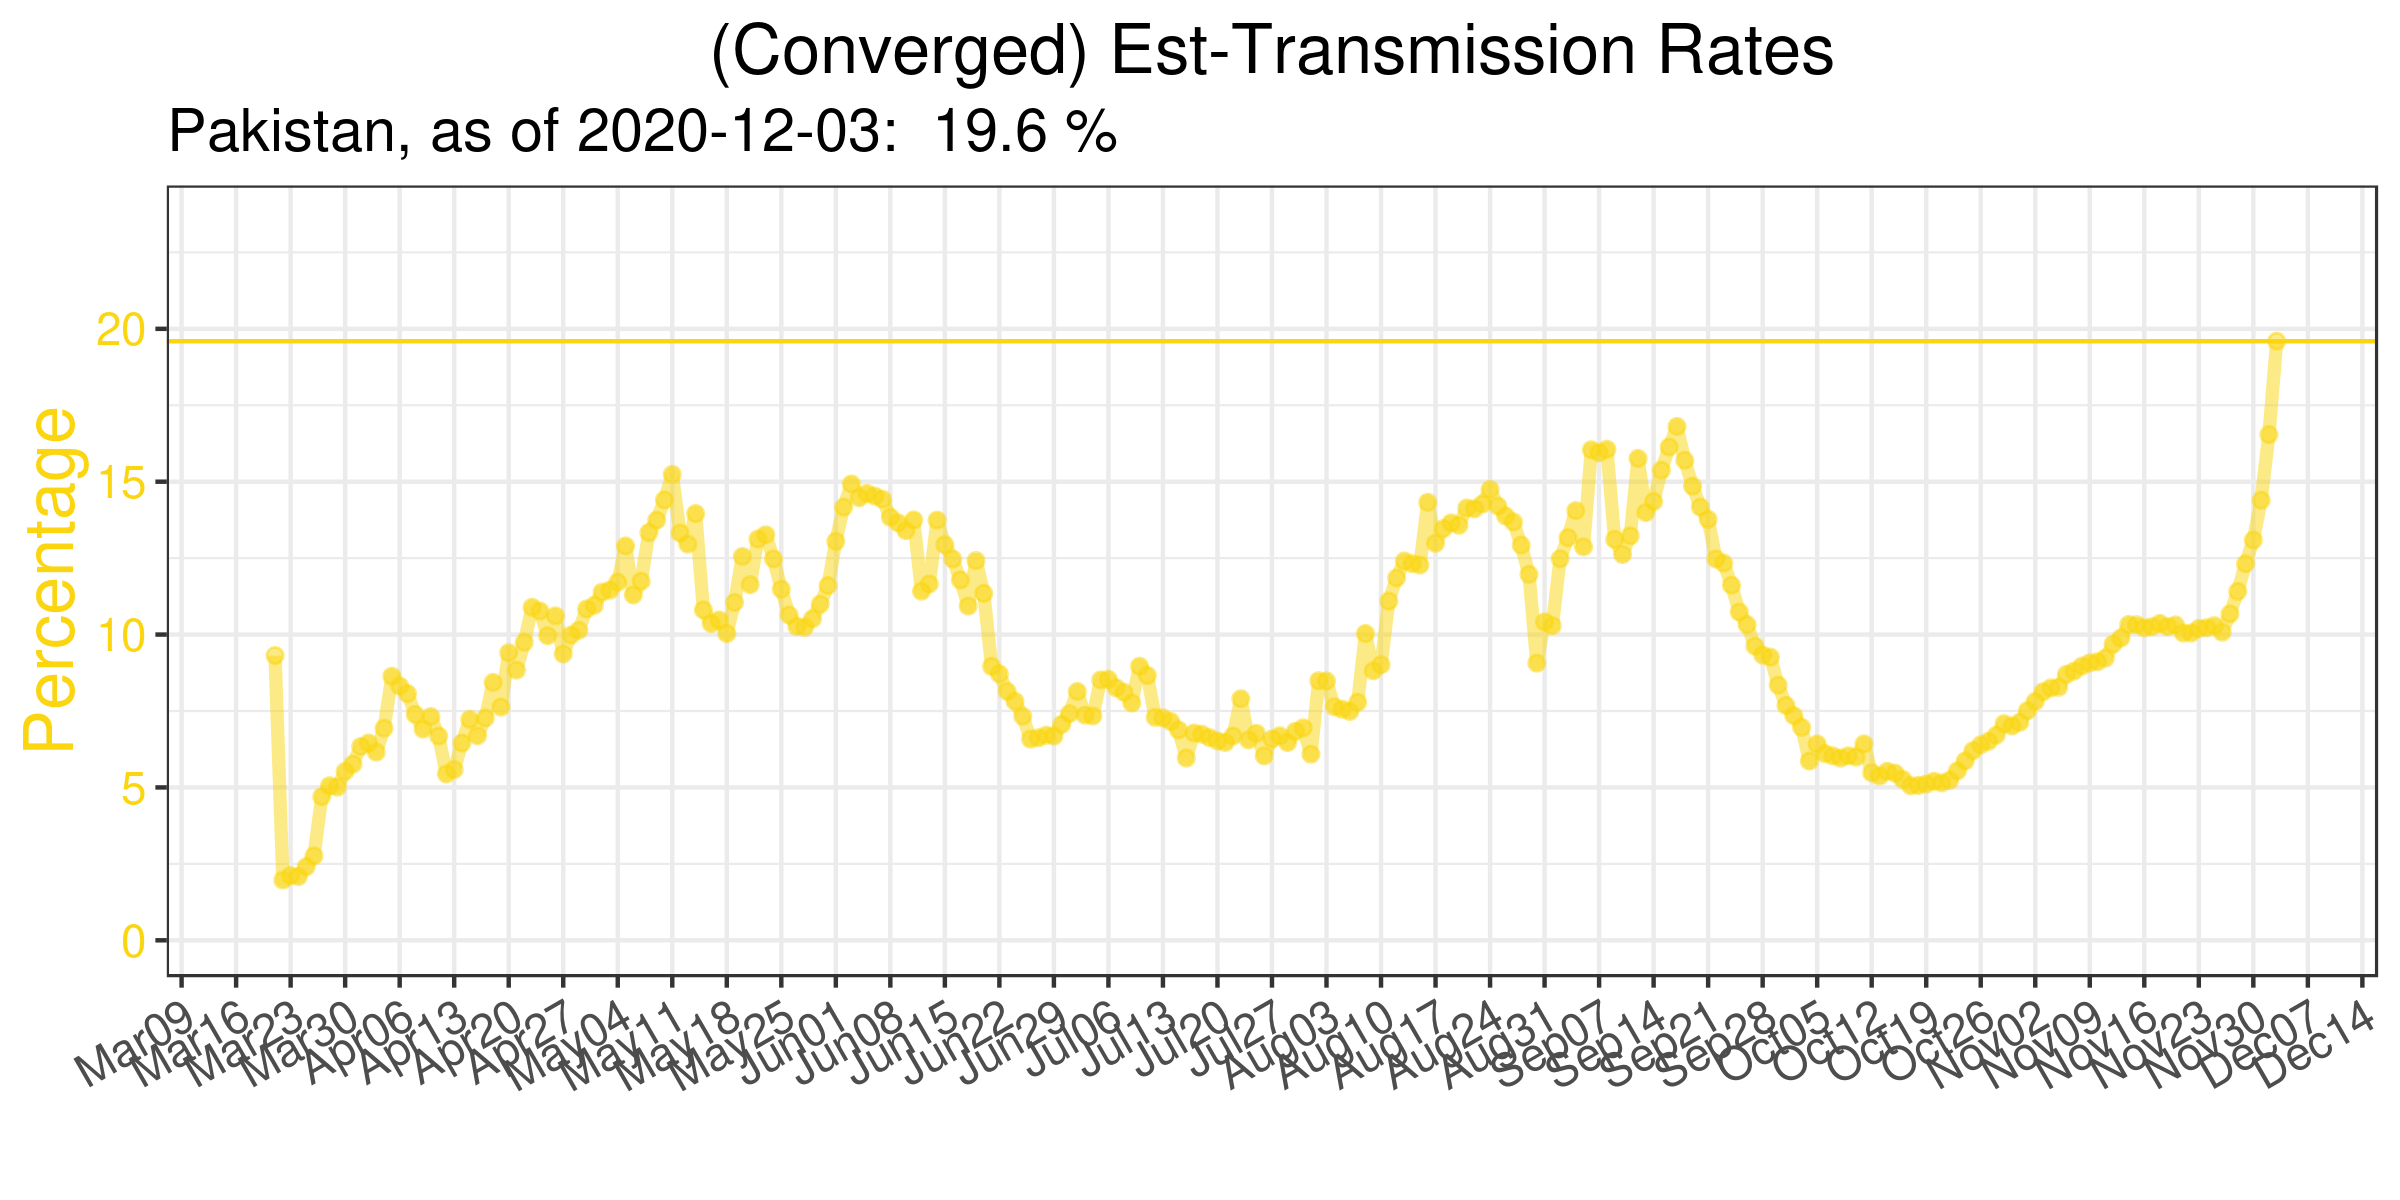 (Converged) Est-Transmission Rates
Pakistan, as of 2020-12-03:  19.6 %
Percentage
20
15
10
5
0
Mar09
Mar16
Mar23
Mar30
Apr06
Apr13
Apr20
Apr27
May04
May11
May18
May25
Jun01
Jun08
Jun15
Jun22
Jun29
Jul06
Jul13
Jul20
Jul27
Aug03
Aug10
Aug17
Aug24
Aug31
Sep07
Sep14
Sep21
Sep28
Oct05
Oct12
Oct19
Oct26
Nov02
Nov09
Nov16
Nov23
Nov30
Dec07
Dec14